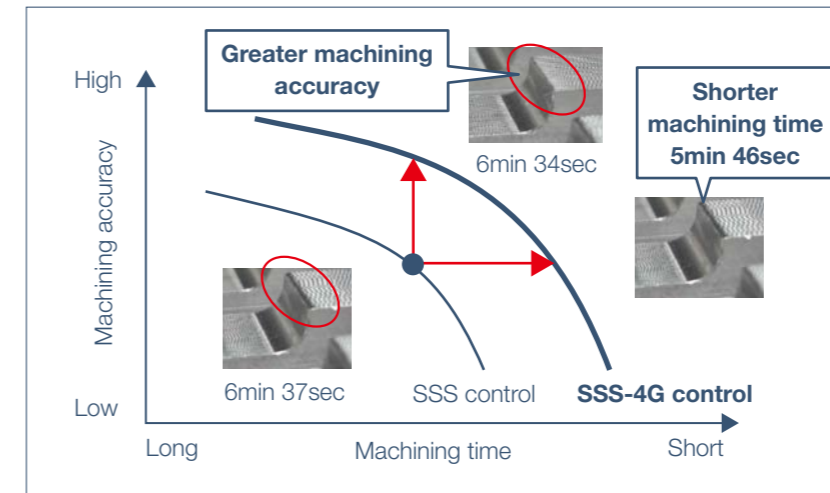 Greater machining
accuracy
High
Shorter
machining time
5min 46sec
6min 34sec
Machining accuracy
6min 37sec
SSS control
SSS-4G control
Low
Long
Machining time
Short